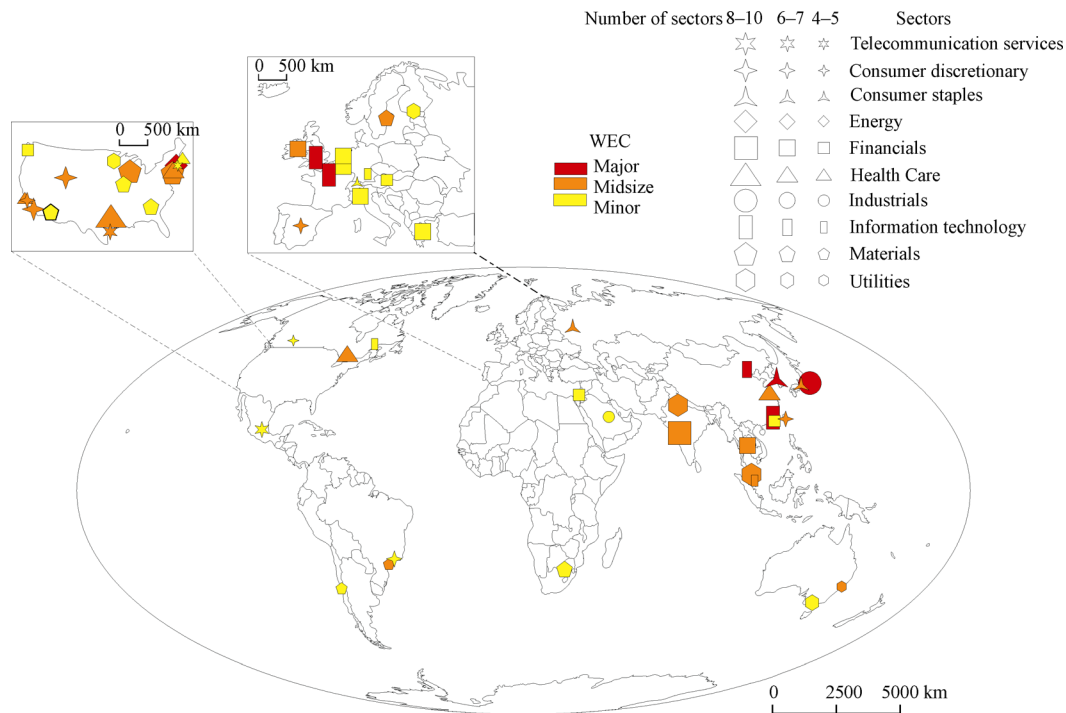 Number of sectors 8–10 6–7 4–5 Sectors
Telecommunication services
Consumer discretionary
Consumer staples
Energy
Financials
Health Care
Industrials
Information technology
Materials
Utilities
0 500 km
0 500 km
WEC
Major
Midsize
Minor
0 2500 5000 km